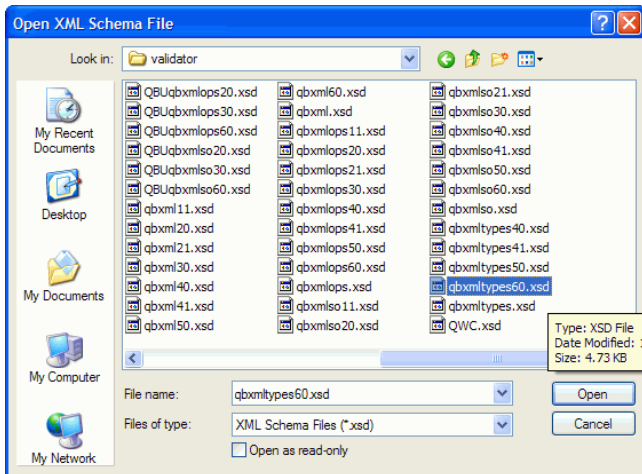 Open XML Schema File
Look in: validator
My Recent Documents
Desktop
My Documents
My Computer
My Network
QBUqbxmlops20.xsd
QBUqbxmlops30.xsd
QBUqbxmlops60.xsd
QBUqbxmlso20.xsd
QBUqbxmlso30.xsd
QBUqbxmlso60.xsd
qbxml11.xsd
qbxml20.xsd
qbxml21.xsd
qbxml30.xsd
qbxml40.xsd
qbxml41.xsd
qbxml50.xsd
qbxml60.xsd
qbxml.xsd
qbxmlops11.xsd
qbxmlops20.xsd
qbxmlops21.xsd
qbxmlops30.xsd
qbxmlops40.xsd
qbxmlops41.xsd
qbxmlops50.xsd
qbxmlops60.xsd
qbxmlops.xsd
qbxmlso11.xsd
qbxmlso20.xsd
qbxmlso21.xsd
qbxmlso30.xsd
qbxmlso40.xsd
qbxmlso41.xsd
qbxmlso50.xsd
qbxmlso60.xsd
qbxmlso.xsd
qbxmltypes40.xsd
qbxmltypes41.xsd
qbxmltypes50.xsd
qbxmltypes60.xsd
qbxmltypes.xsd
QWC.xsd
Type: XSD File
Date Modified:
Size: 4.73 KB
File name: qbxmltypes60.xsd
Open
Files of type: XML Schema Files (*.xsd)
Cancel
Open as read-only